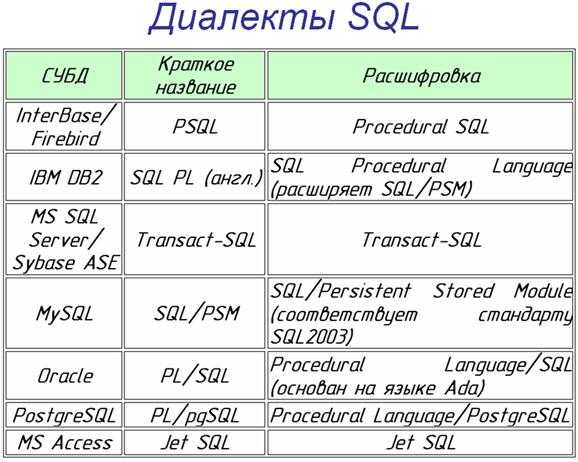 Диалекты SQL
СУБД
Краткое
название
Расшифровка
InterBase/
Firebird
PSQL
Procedural SQL
IBM DB2
SQL PL (англ.)
SQL Procedural Language
(расширяет SQL/PSM)
MS SQL
Server/
Sybase ASE
Transact-SQL
Transact-SQL
MySQL
SQL/PSM
SQL/Persistent Stored Module
(соответствует стандарту
SQL2003)
Oracle
PL/SQL
Procedural Language/SQL
(основан на языке Ada)
PostgreSQL
PL/pgSQL
Procedural Language/PostgreSQL
MS Access
Jet SQL
Jet SQL